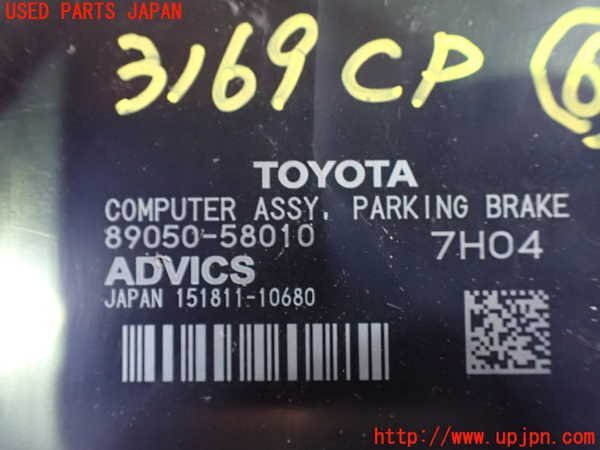 USED PARTS JAPAN
3169 CP 6
TOYOTA
COMPUTER ASSY, PARKING BRAKE
89050-58010 7H04
ADVICS
JAPAN 151811-10680
http://www.upjpn.com/